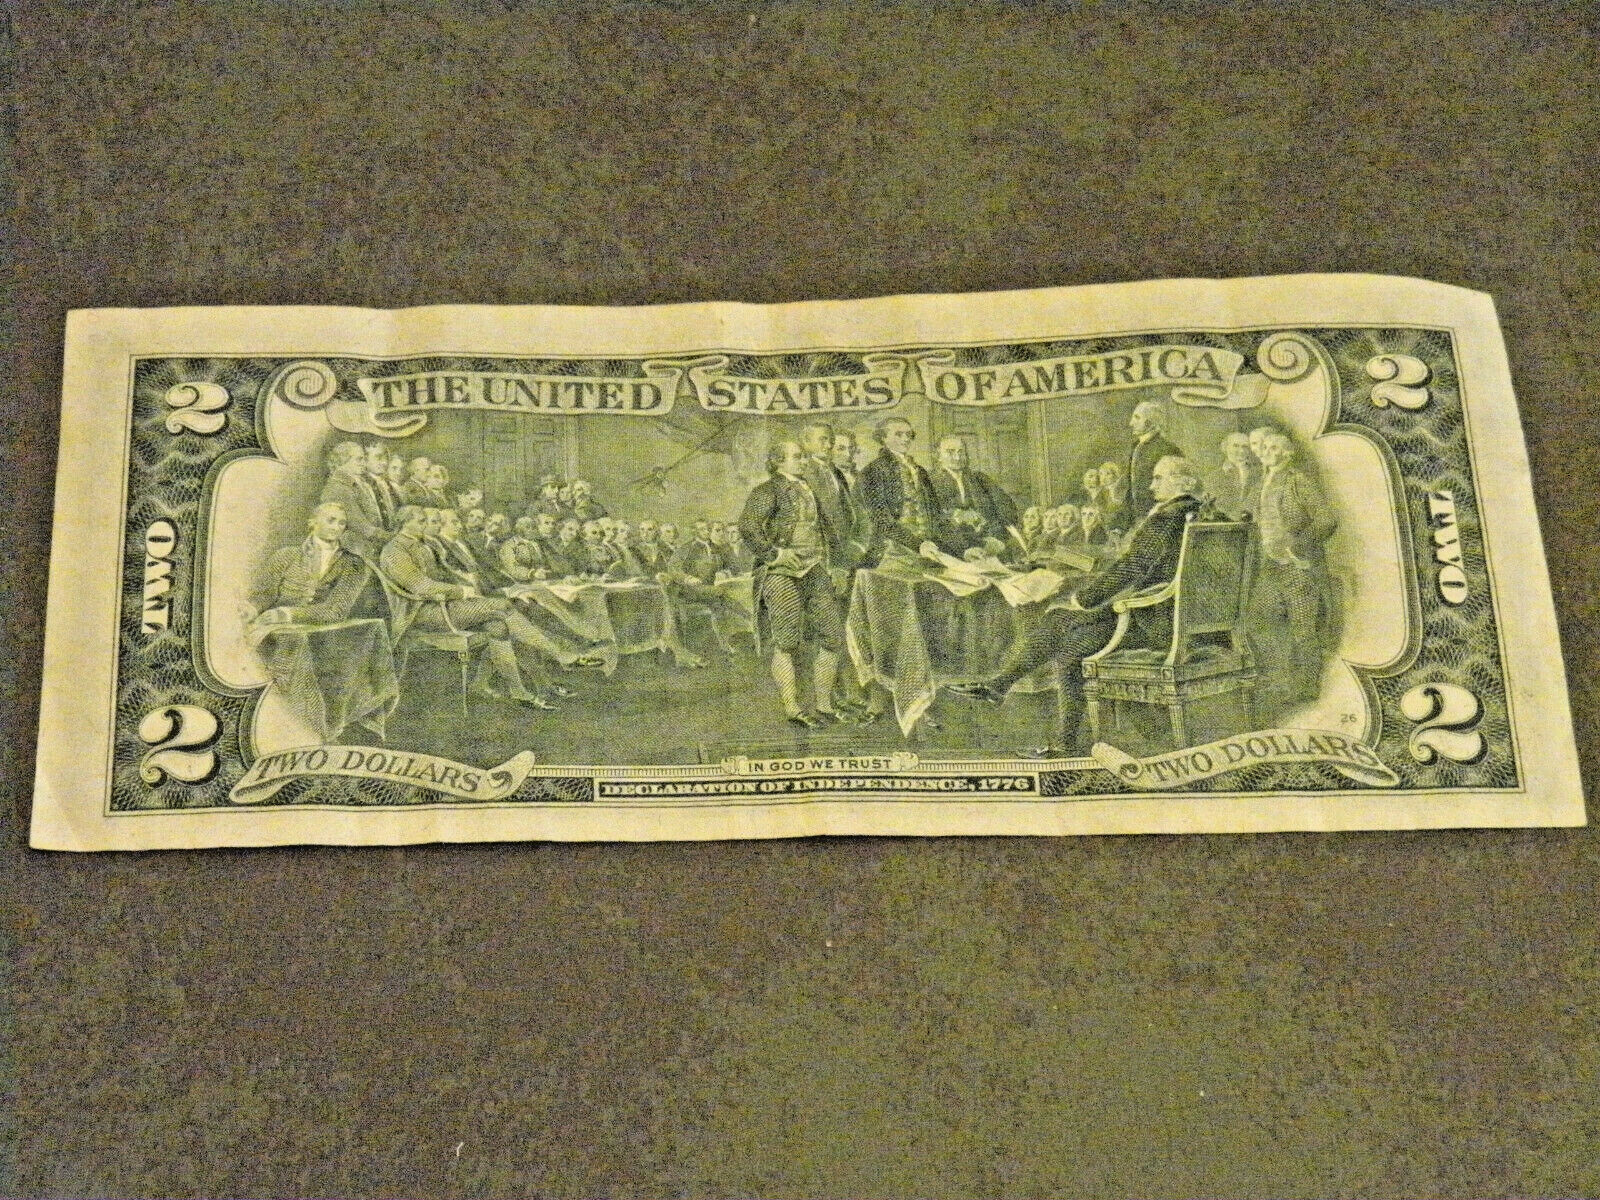 THE UNITED STATES OF AMERICA
2 2
TWO TWO
26
2 2
TWO DOLLARS TWO DOLLARS
IN GOD WE TRUST
DECLARATION OF INDEPENDENCE, 1776